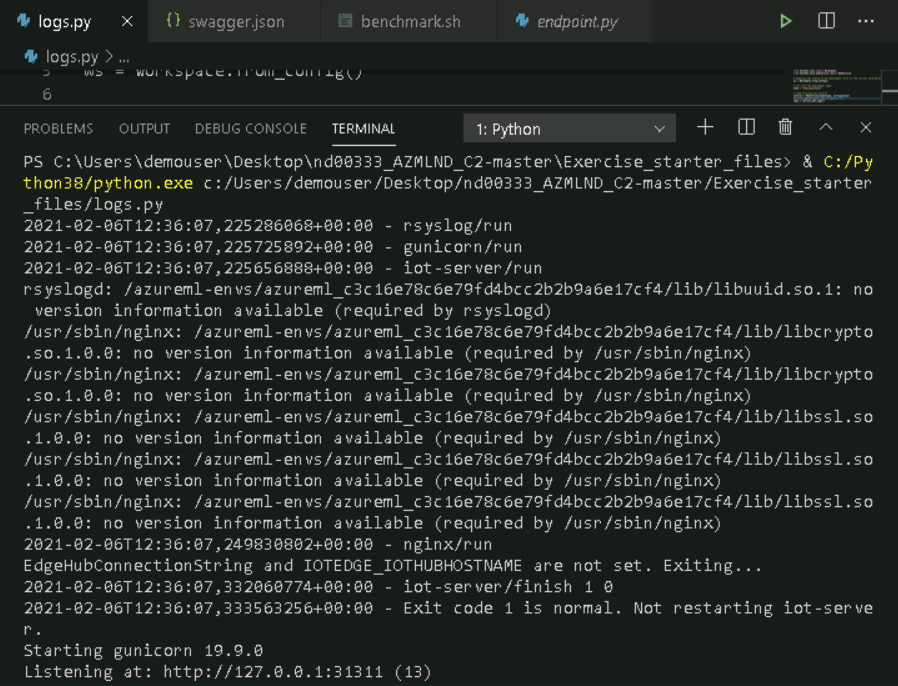 logs.py
swagger.json
benchmark.sh
endpoint.py
logs.py > ...
5 ws = Workspace.from_config()
6
PROBLEMS OUTPUT DEBUG CONSOLE TERMINAL 1: Python
PS C:\Users\demouser\Desktop\nd00333_AZMLND_C2-master\Exercise_starter_files> & C:/Py
thon38/python.exe c:/Users/demouser/Desktop/nd00333_AZMLND_C2-master/Exercise_starter
_files/logs.py
2021-02-06T12:36:07,225286068+00:00 - rsyslog/run
2021-02-06T12:36:07,225725892+00:00 - gunicorn/run
2021-02-06T12:36:07,225656888+00:00 - iot-server/run
rsyslogd: /azureml-envs/azureml_c3c16e78c6e79fd4bcc2b2b9a6e17cf4/lib/libuuid.so.1: no
 version information available (required by rsyslogd)
/usr/sbin/nginx: /azureml-envs/azureml_c3c16e78c6e79fd4bcc2b2b9a6e17cf4/lib/libcrypto
.so.1.0.0: no version information available (required by /usr/sbin/nginx)
/usr/sbin/nginx: /azureml-envs/azureml_c3c16e78c6e79fd4bcc2b2b9a6e17cf4/lib/libcrypto
.so.1.0.0: no version information available (required by /usr/sbin/nginx)
/usr/sbin/nginx: /azureml-envs/azureml_c3c16e78c6e79fd4bcc2b2b9a6e17cf4/lib/libssl.so
.1.0.0: no version information available (required by /usr/sbin/nginx)
/usr/sbin/nginx: /azureml-envs/azureml_c3c16e78c6e79fd4bcc2b2b9a6e17cf4/lib/libssl.so
.1.0.0: no version information available (required by /usr/sbin/nginx)
/usr/sbin/nginx: /azureml-envs/azureml_c3c16e78c6e79fd4bcc2b2b9a6e17cf4/lib/libssl.so
.1.0.0: no version information available (required by /usr/sbin/nginx)
2021-02-06T12:36:07,249830802+00:00 - nginx/run
EdgeHubConnectionString and IOTEDGE_IOTHUBHOSTNAME are not set. Exiting...
2021-02-06T12:36:07,332060774+00:00 - iot-server/finish 1 0
2021-02-06T12:36:07,333563256+00:00 - Exit code 1 is normal. Not restarting iot-serve
r.
Starting gunicorn 19.9.0
Listening at: http://127.0.0.1:31311 (13)